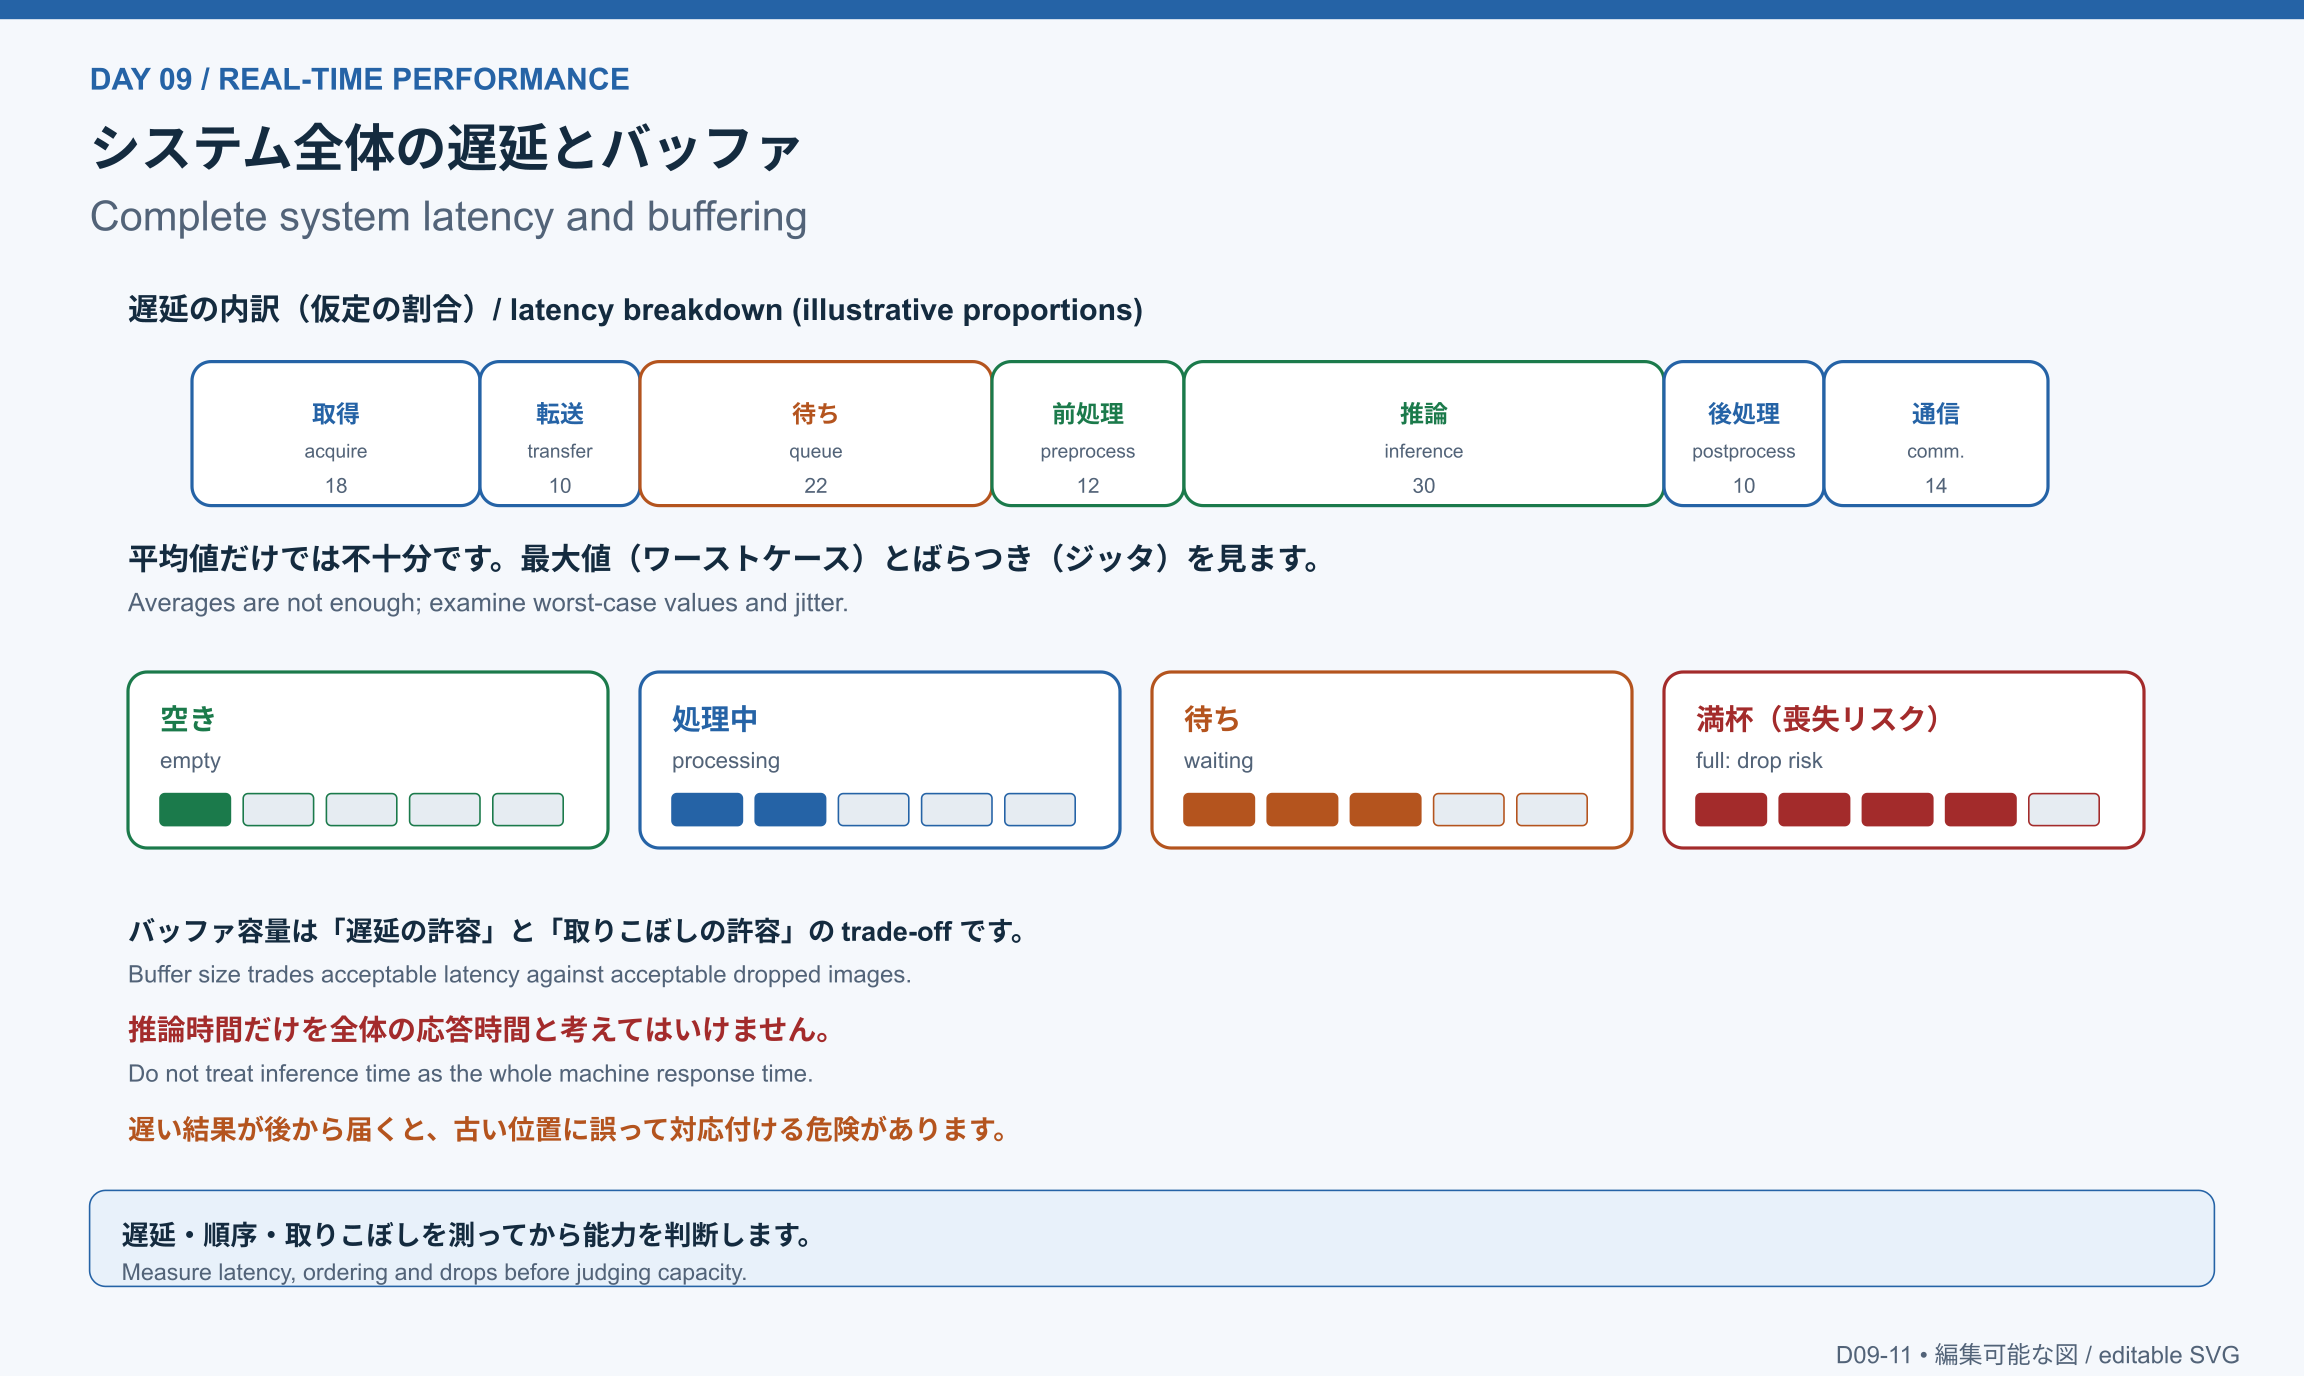 DAY 09 / REAL-TIME PERFORMANCE
システム全体の遅延とバッファ
Complete system latency and buffering
遅延の内訳（仮定の割合）/ latency breakdown (illustrative proportions)
取得
acquire
18
転送
transfer
10
待ち
queue
22
前処理
preprocess
12
推論
inference
30
後処理
postprocess
10
通信
comm.
14
平均値だけでは不十分です。最大値（ワーストケース）とばらつき（ジッタ）を見ます。
Averages are not enough; examine worst-case values and jitter.
空き
empty
処理中
processing
待ち
waiting
満杯（喪失リスク）
full: drop risk
バッファ容量は「遅延の許容」と「取りこぼしの許容」の trade-off です。
Buffer size trades acceptable latency against acceptable dropped images.
推論時間だけを全体の応答時間と考えてはいけません。
Do not treat inference time as the whole machine response time.
遅い結果が後から届くと、古い位置に誤って対応付ける危険があります。
遅延・順序・取りこぼしを測ってから能力を判断します。
Measure latency, ordering and drops before judging capacity.
D09-11 • 編集可能な図 / editable SVG